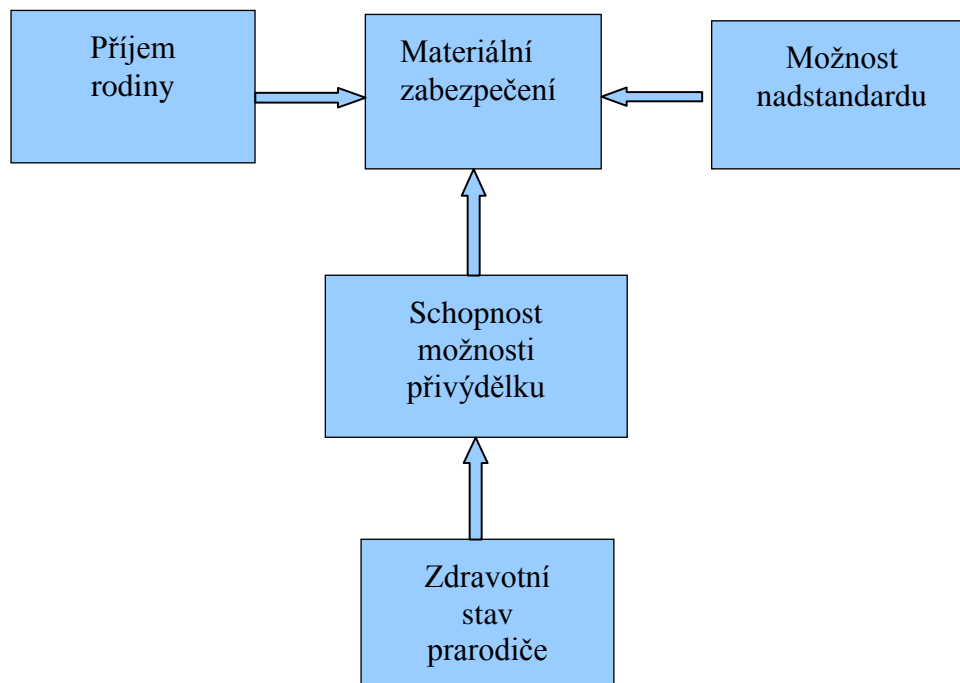 Příjem
rodiny
Materiální
zabezpečení
Možnost
nadstandardu
Schopnost
možnosti
přivýdělku
Zdravotní
stav
prarodiče